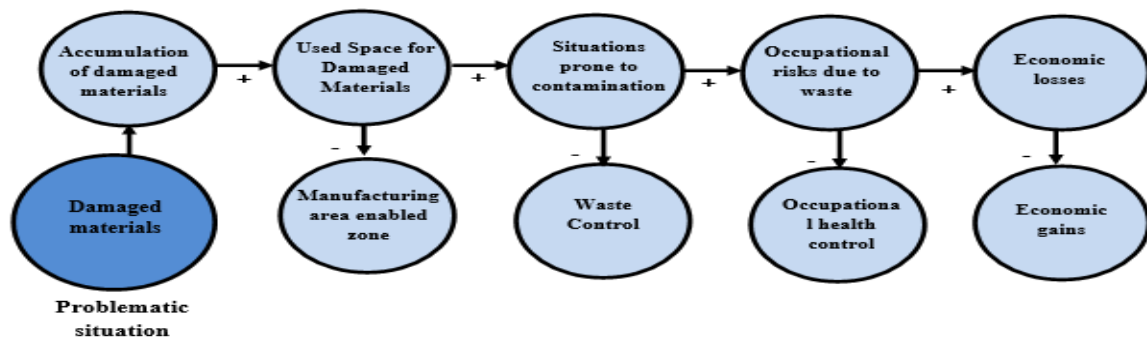 Accumulation
of damaged
materials
+
Used Space for
Damaged
Materials
+
Situations
prone to
contamination
+
Occupational
risks due to
waste
+
Economic
losses
-
-
-
-
Damaged
materials
Manufacturing
area enabled
zone
Waste
Control
Occupationa
l health
control
Economic
gains
Problematic
situation